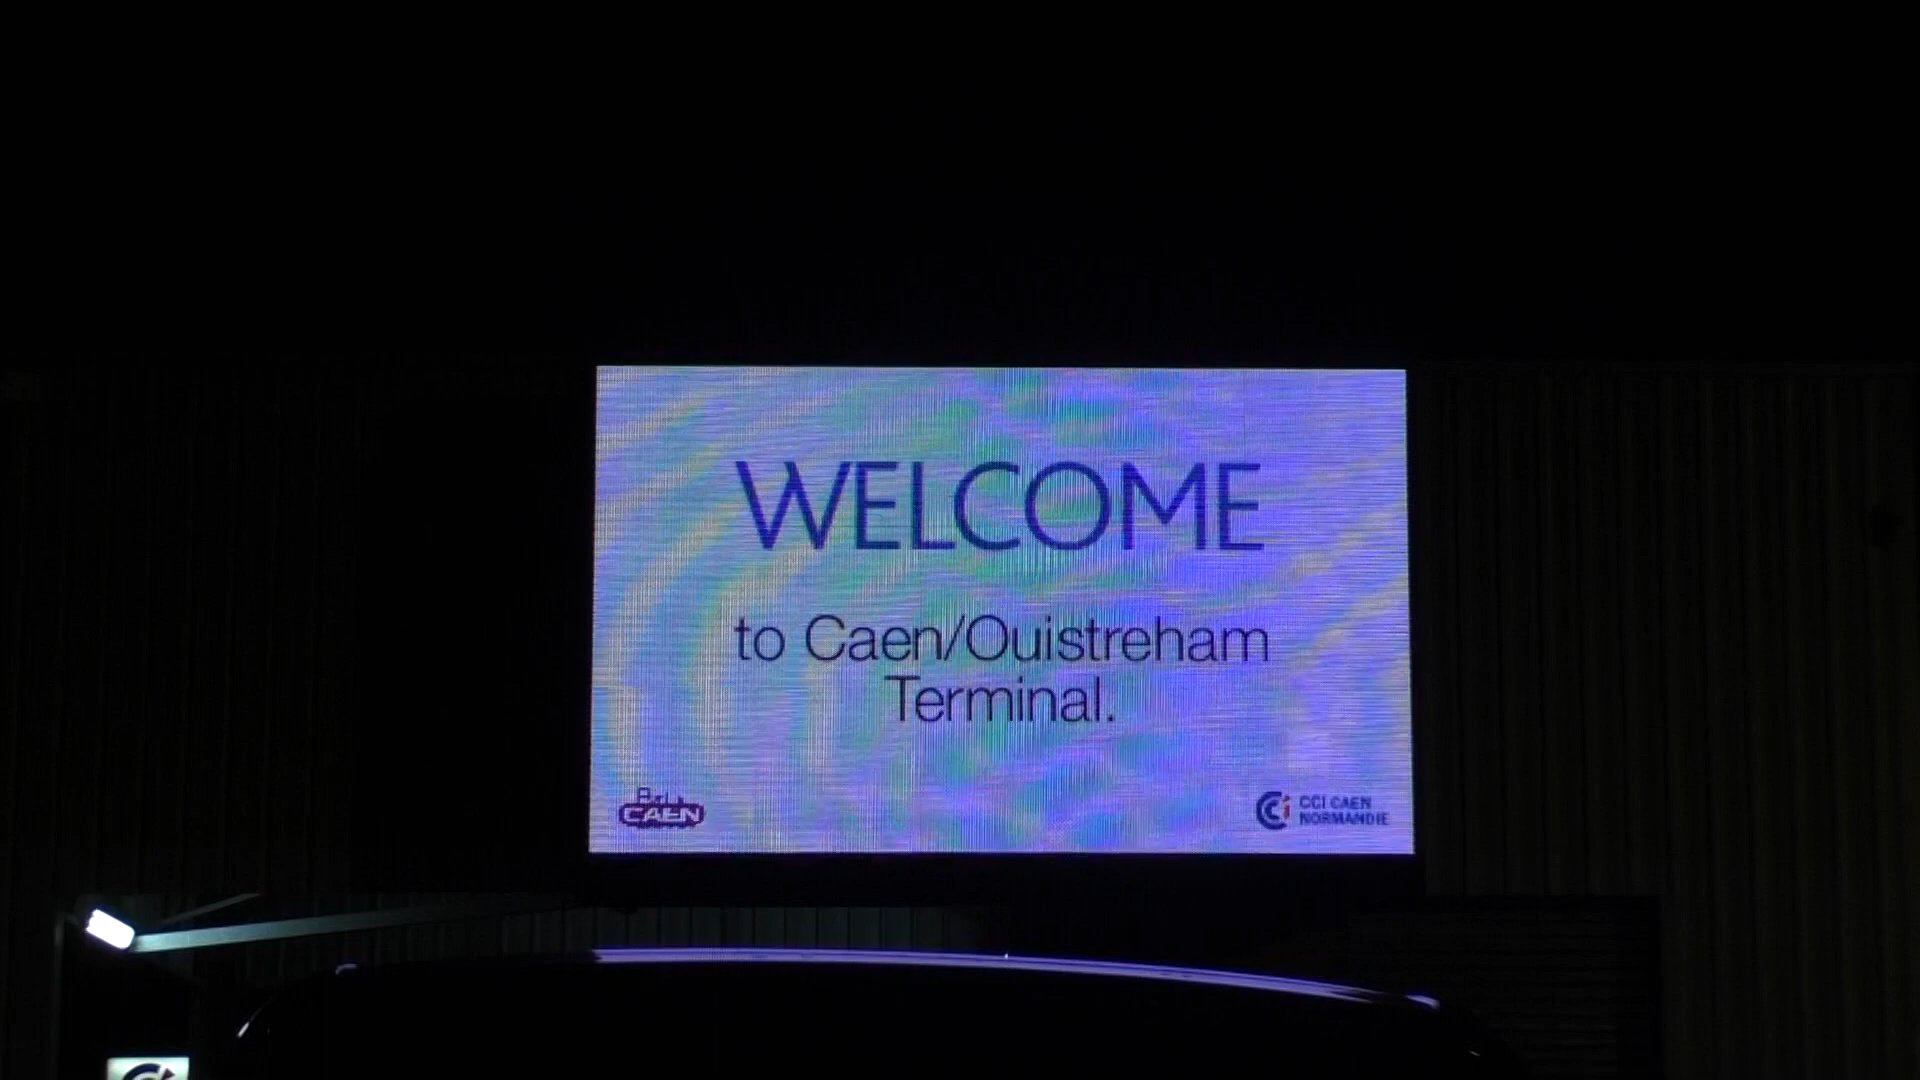 WELCOME
to Caen/Ouistreham
Terminal.
CAEN
CCI CAEN
NORMANDIE